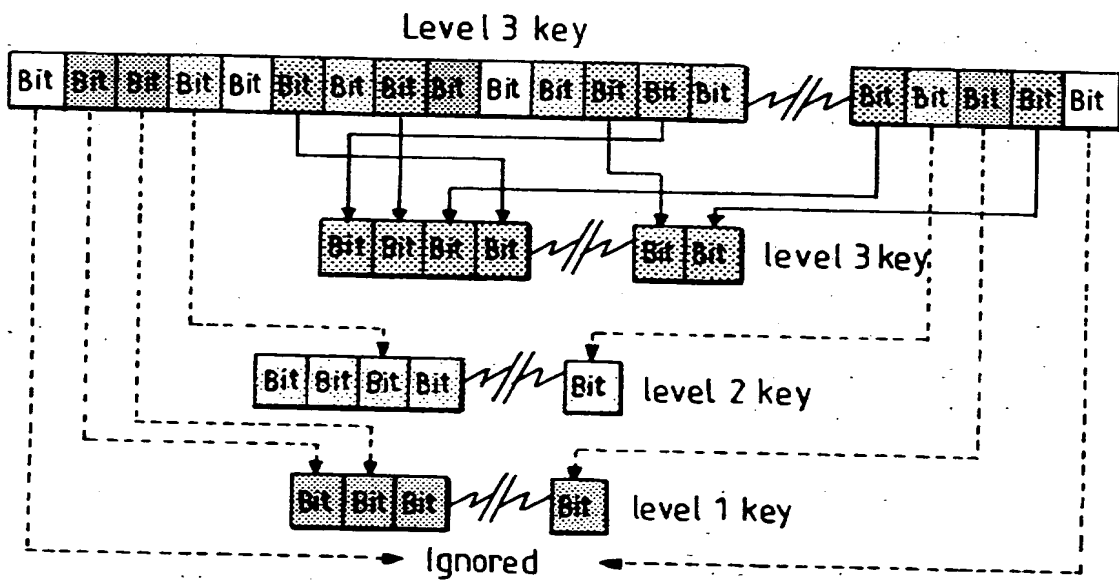 Level 3 key
Bit Bit Bit Bit Bit Bit Bit Bit Bit Bit Bit Bit Bit Bit Bit Bit Bit Bit Bit
Bit Bit Bit Bit Bit Bit level 3 key
Bit Bit Bit Bit Bit level 2 key
Bit Bit Bit Bit level 1 key
Ignored